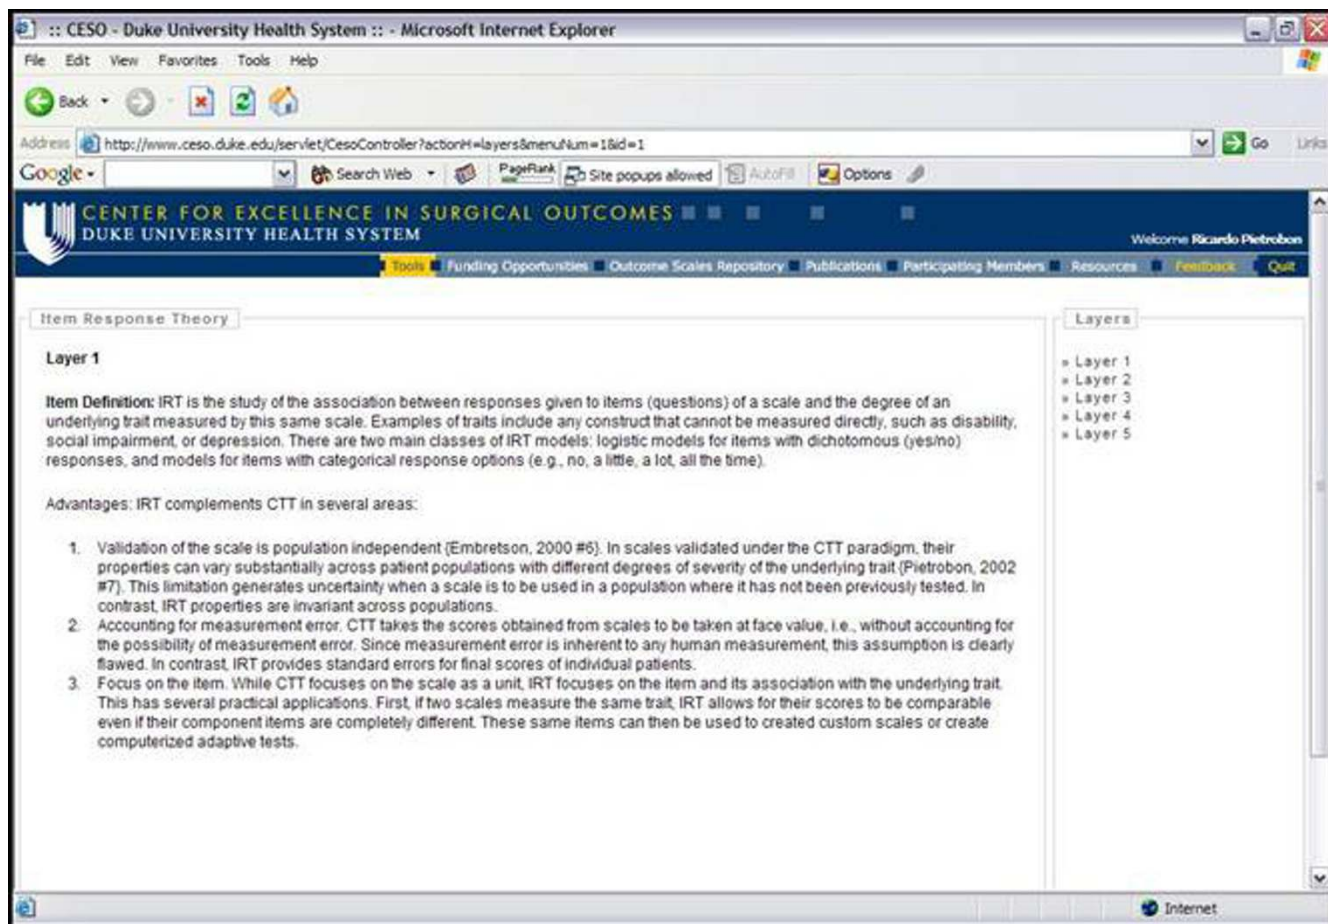 :: CESO - Duke University Health System :: - Microsoft Internet Explorer
File Edit View Favorites Tools Help
Back
Address http://www.ceso.duke.edu/servlet/CesoController?actionH=layers&menuNum=1&id=1 Go Links
Google Search Web PageRank Site popups allowed AutoFill Options
CENTER FOR EXCELLENCE IN SURGICAL OUTCOMES
DUKE UNIVERSITY HEALTH SYSTEM
Welcome Ricardo Pietrobon
Tools Funding Opportunities Outcome Scales Repository Publications Participating Members Resources Feedback Quit
Item Response Theory
Layer 1
Item Definition: IRT is the study of the association between responses given to items (questions) of a scale and the degree of an
underlying trait measured by this same scale. Examples of traits include any construct that cannot be measured directly, such as disability,
social impairment, or depression. There are two main classes of IRT models: logistic models for items with dichotomous (yes/no)
responses, and models for items with categorical response options (e.g., no, a little, a lot, all the time).
Advantages: IRT complements CTT in several areas:
1. Validation of the scale is population independent {Embretson, 2000 #6}. In scales validated under the CTT paradigm, their
properties can vary substantially across patient populations with different degrees of severity of the underlying trait {Pietrobon, 2002
#7}. This limitation generates uncertainty when a scale is to be used in a population where it has not been previously tested. In
contrast, IRT properties are invariant across populations.
2. Accounting for measurement error. CTT takes the scores obtained from scales to be taken at face value, i.e., without accounting for
the possibility of measurement error. Since measurement error is inherent to any human measurement, this assumption is clearly
flawed. In contrast, IRT provides standard errors for final scores of individual patients.
3. Focus on the item. While CTT focuses on the scale as a unit, IRT focuses on the item and its association with the underlying trait.
This has several practical applications. First, if two scales measure the same trait, IRT allows for their scores to be comparable
even if their component items are completely different. These same items can then be used to created custom scales or create
computerized adaptive tests.
Layers
» Layer 1
» Layer 2
» Layer 3
» Layer 4
» Layer 5
Internet